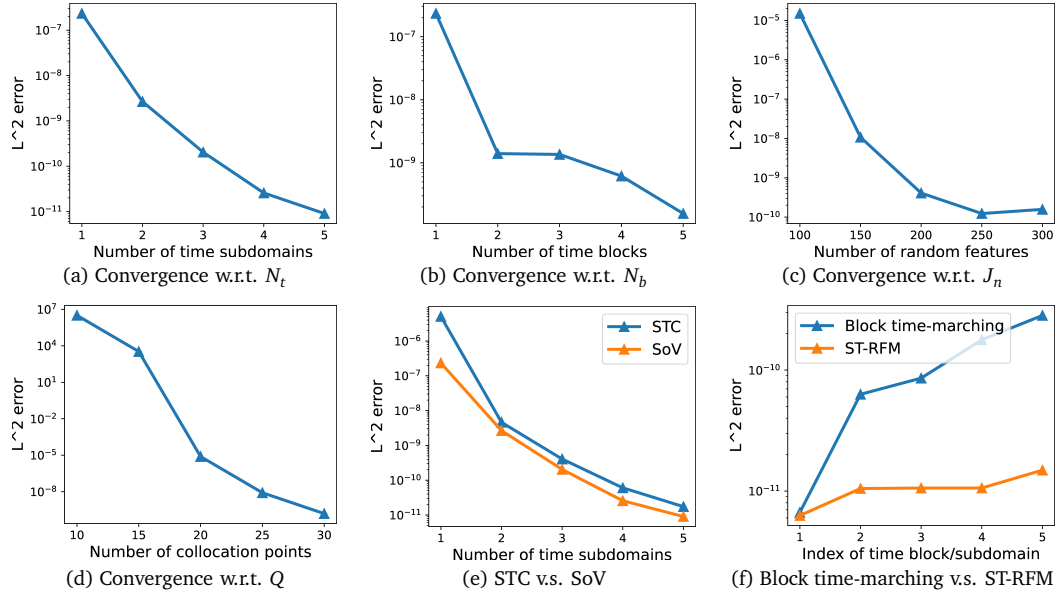 L^2 error
10^-7
10^-8
10^-9
10^-10
10^-11
1 2 3 4 5
Number of time subdomains
(a) Convergence w.r.t. N_t
L^2 error
10^-7
10^-8
10^-9
1 2 3 4 5
Number of time blocks
(b) Convergence w.r.t. N_b
L^2 error
10^-5
10^-6
10^-7
10^-8
10^-9
10^-10
100 150 200 250 300
Number of random features
(c) Convergence w.r.t. J_n
L^2 error
10^7
10^4
10^1
10^-2
10^-5
10^-8
10 15 20 25 30
Number of collocation points
(d) Convergence w.r.t. Q
L^2 error
10^-6
10^-7
10^-8
10^-9
10^-10
10^-11
STC
SoV
1 2 3 4 5
Number of time subdomains
(e) STC v.s. SoV
L^2 error
10^-10
10^-11
Block time-marching
ST-RFM
1 2 3 4 5
Index of time block/subdomain
(f) Block time-marching v.s. ST-RFM